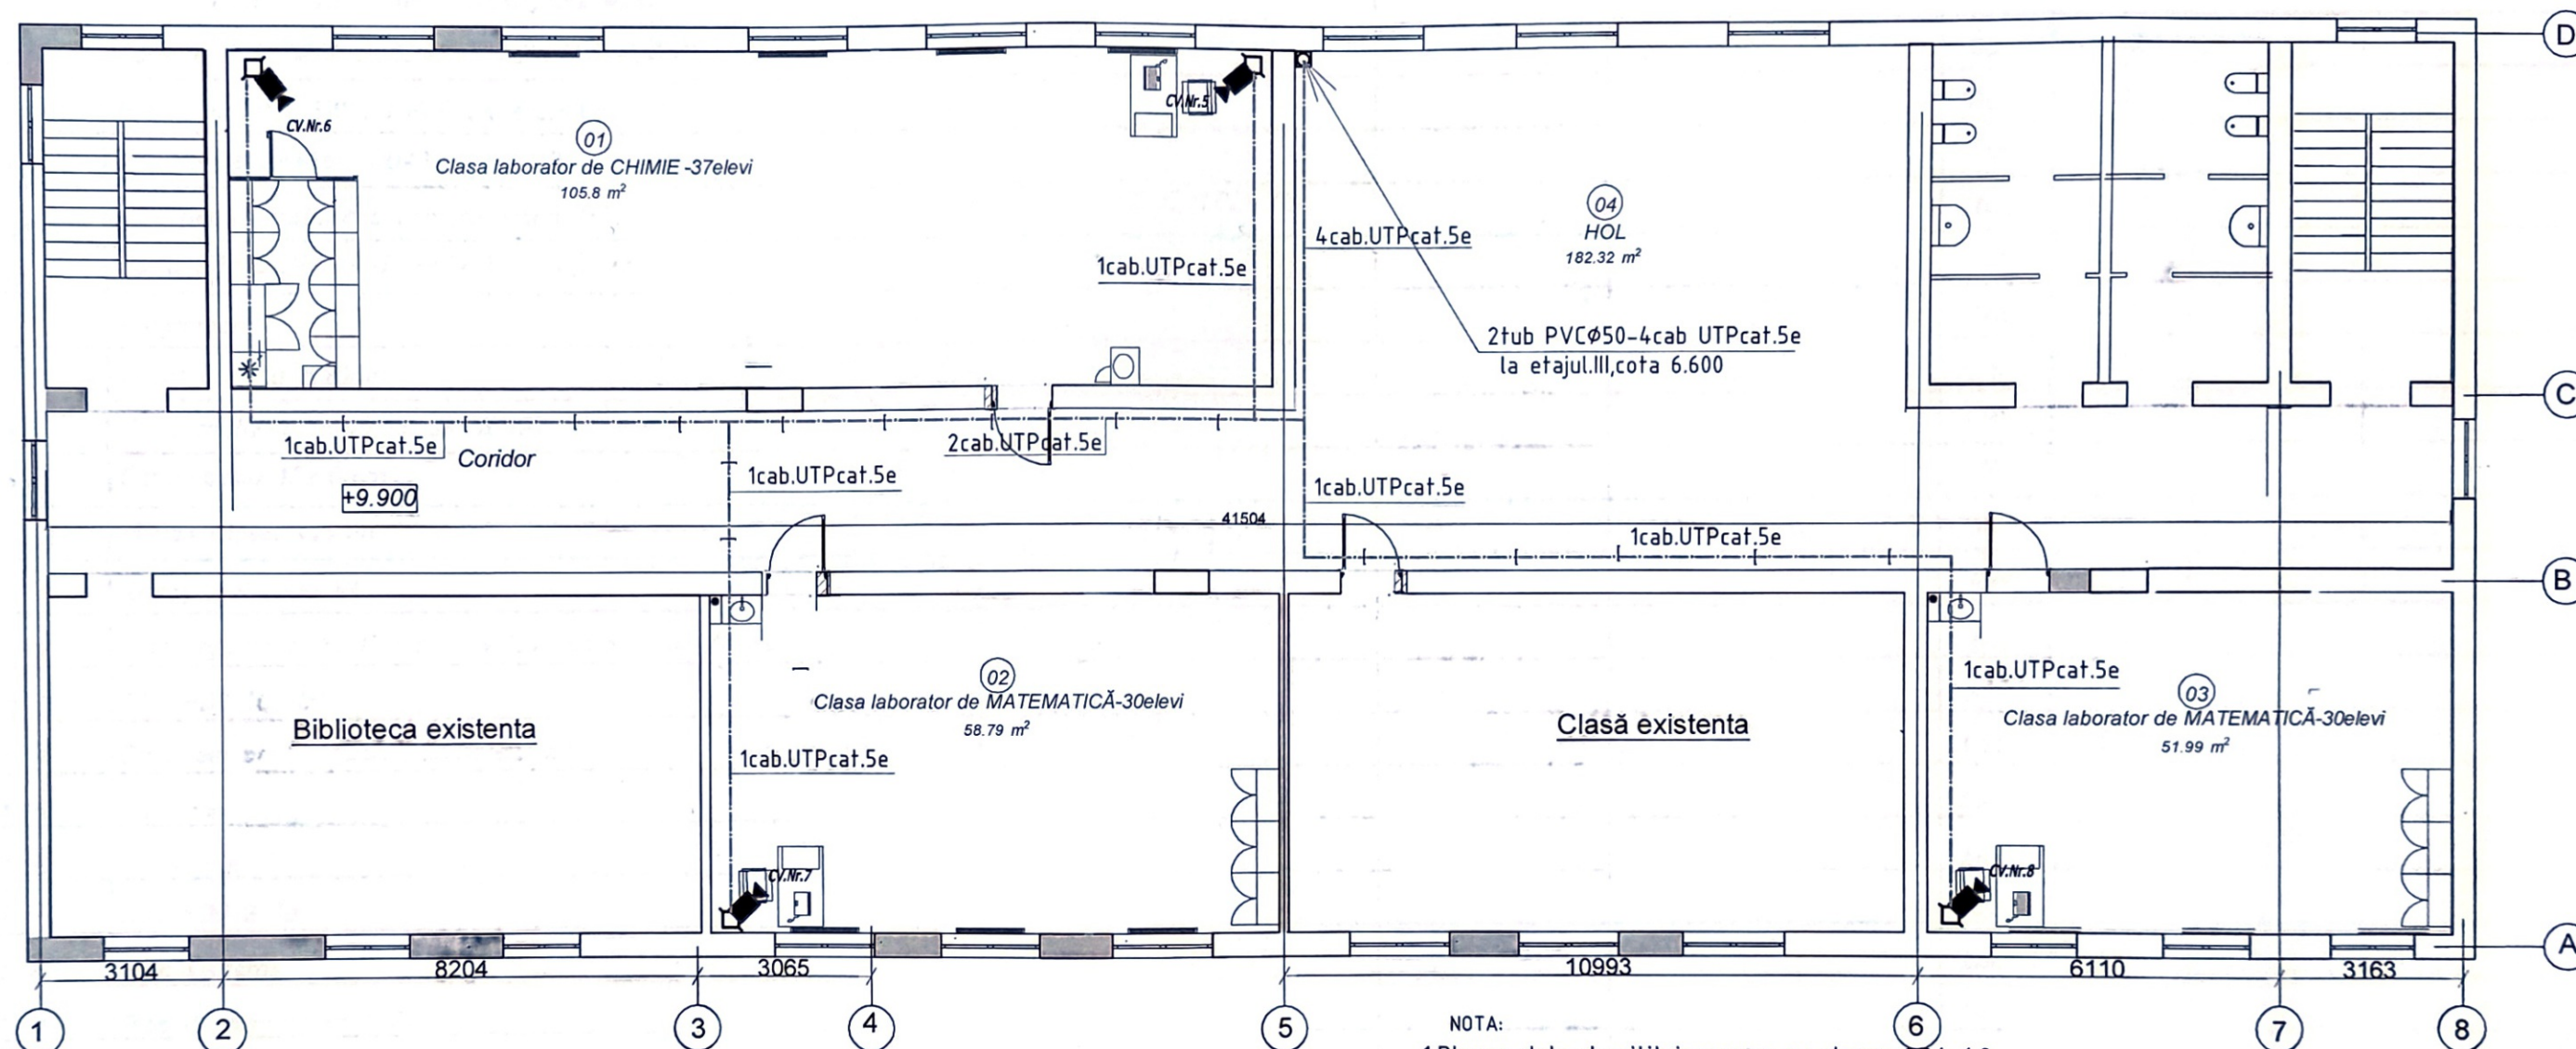 D
CV.Nr.6
CV.Nr.5
01
Clasa laborator de CHIMIE -37elevi
105.8 m²
04
HOL
182.32 m²
4cab.UTPcat.5e
1cab.UTPcat.5e
2tub PVCØ50-4cab UTPcat.5e
la etajul.III,cota 6.600
C
1cab.UTPcat.5e
Coridor
2cab.UTPcat.5e
1cab.UTPcat.5e
1cab.UTPcat.5e
+9.900
41504
1cab.UTPcat.5e
B
02
Clasa laborator de MATEMATICĂ-30elevi
58.79 m²
1cab.UTPcat.5e
03
Clasa laborator de MATEMATICĂ-30elevi
51.99 m²
Biblioteca existenta
Clasă existenta
1cab.UTPcat.5e
CV.Nr.7
CV.Nr.8
A
3104 8204 3065 10993 6110 3163
1 2 3 4 5 6 7 8
NOTA: